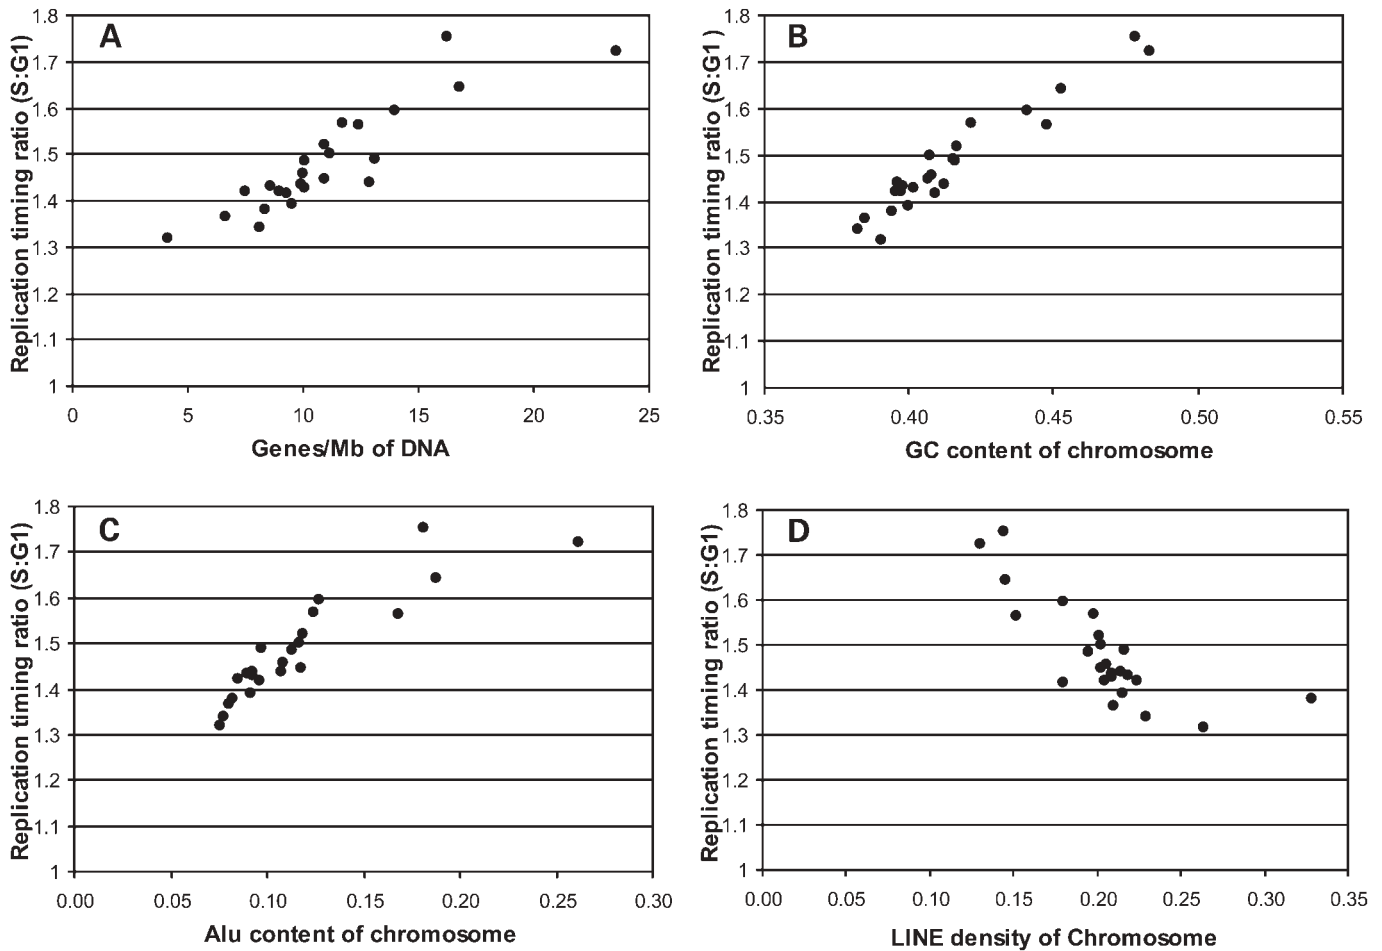 A
Replication timing ratio (S:G1)
1.8
1.7
1.6
1.5
1.4
1.3
1.2
1.1
1
0 5 10 15 20 25
Genes/Mb of DNA
B
Replication timing ratio (S:G1 )
1.8
1.7
1.6
1.5
1.4
1.3
1.2
1.1
1
0.35 0.40 0.45 0.50 0.55
GC content of chromosome
C
Replication timing ratio (S:G1)
1.8
1.7
1.6
1.5
1.4
1.3
1.2
1.1
1
0.00 0.05 0.10 0.15 0.20 0.25 0.30
Alu content of chromosome
D
Replication timing ratio (S:G1)
1.8
1.7
1.6
1.5
1.4
1.3
1.2
1.1
1
0.00 0.05 0.10 0.15 0.20 0.25 0.30 0.35
LINE density of Chromosome